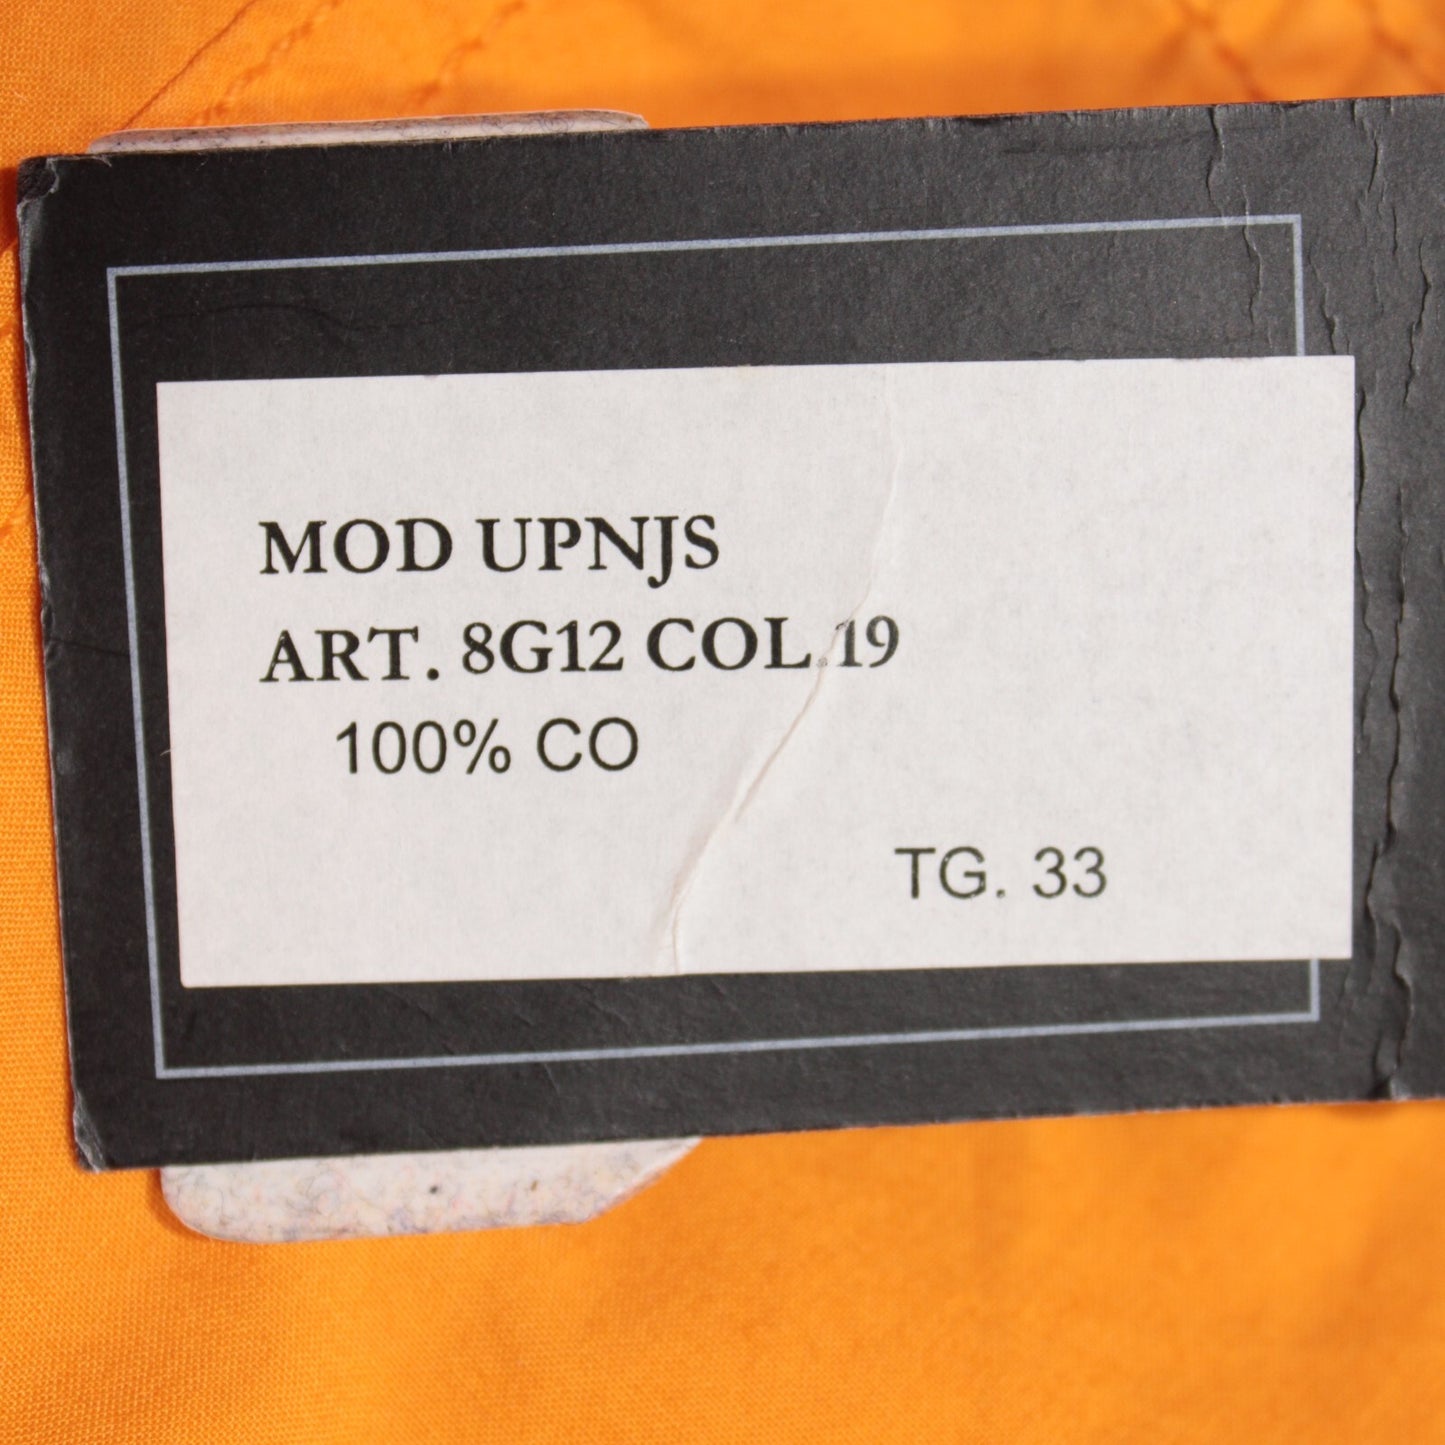 MOD UPNJS
ART. 8G12 COL.19
100% CO
TG. 33